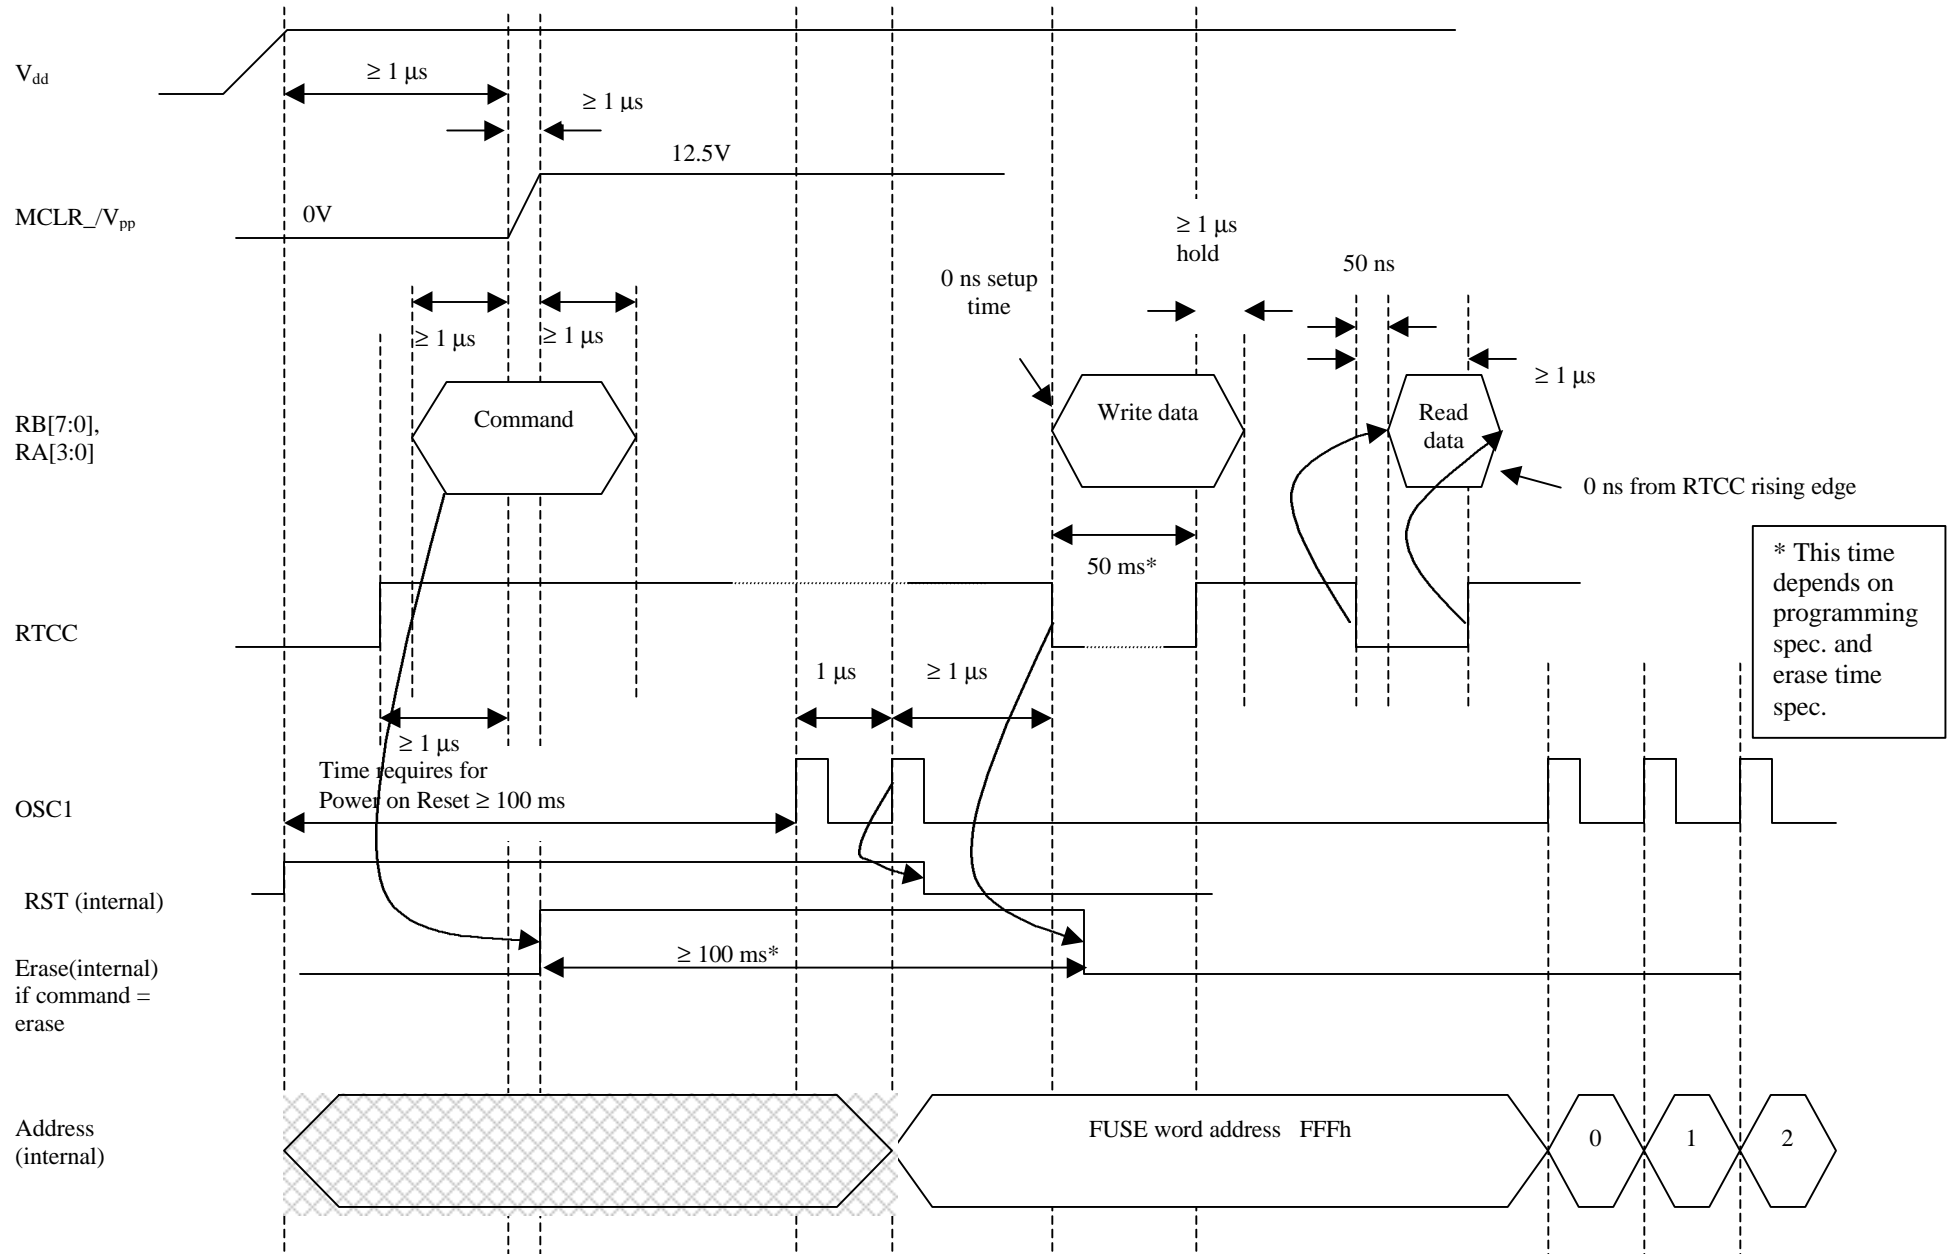 V_dd
≥ 1 µs
≥ 1 µs
12.5V
MCLR_/V_pp
0V
≥ 1 µs
hold
0 ns setup
time
50 ns
≥ 1 µs
≥ 1 µs
≥ 1 µs
RB[7:0],
RA[3:0]
Command
Write data
Read
data
0 ns from RTCC rising edge
50 ms*
* This time
depends on
programming
spec. and
erase time
spec.
RTCC
1 µs
≥ 1 µs
≥ 1 µs
Time requires for
Power on Reset ≥ 100 ms
OSC1
RST (internal)
≥ 100 ms*
Erase(internal)
if command =
erase
Address
(internal)
FUSE word address FFFh
0
1
2